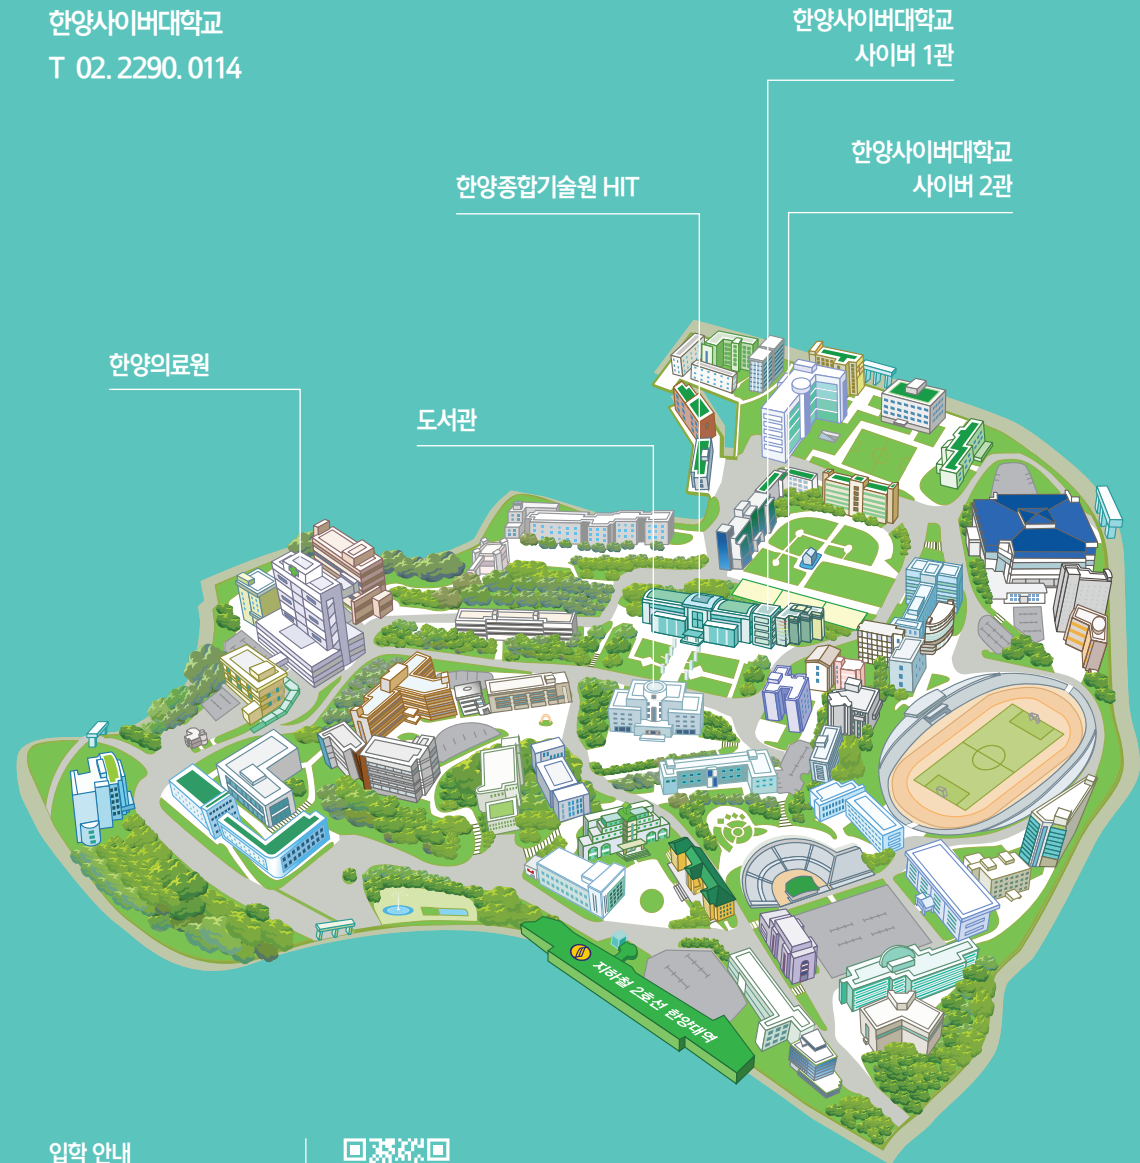 한양사이버대학교
T 02. 2290. 0114
한양사이버대학교
사이버 1관
한양사이버대학교
사이버 2관
한양종합기술원 HIT
한양의료원
도서관
지하철 2호선 한양대역
입학 안내